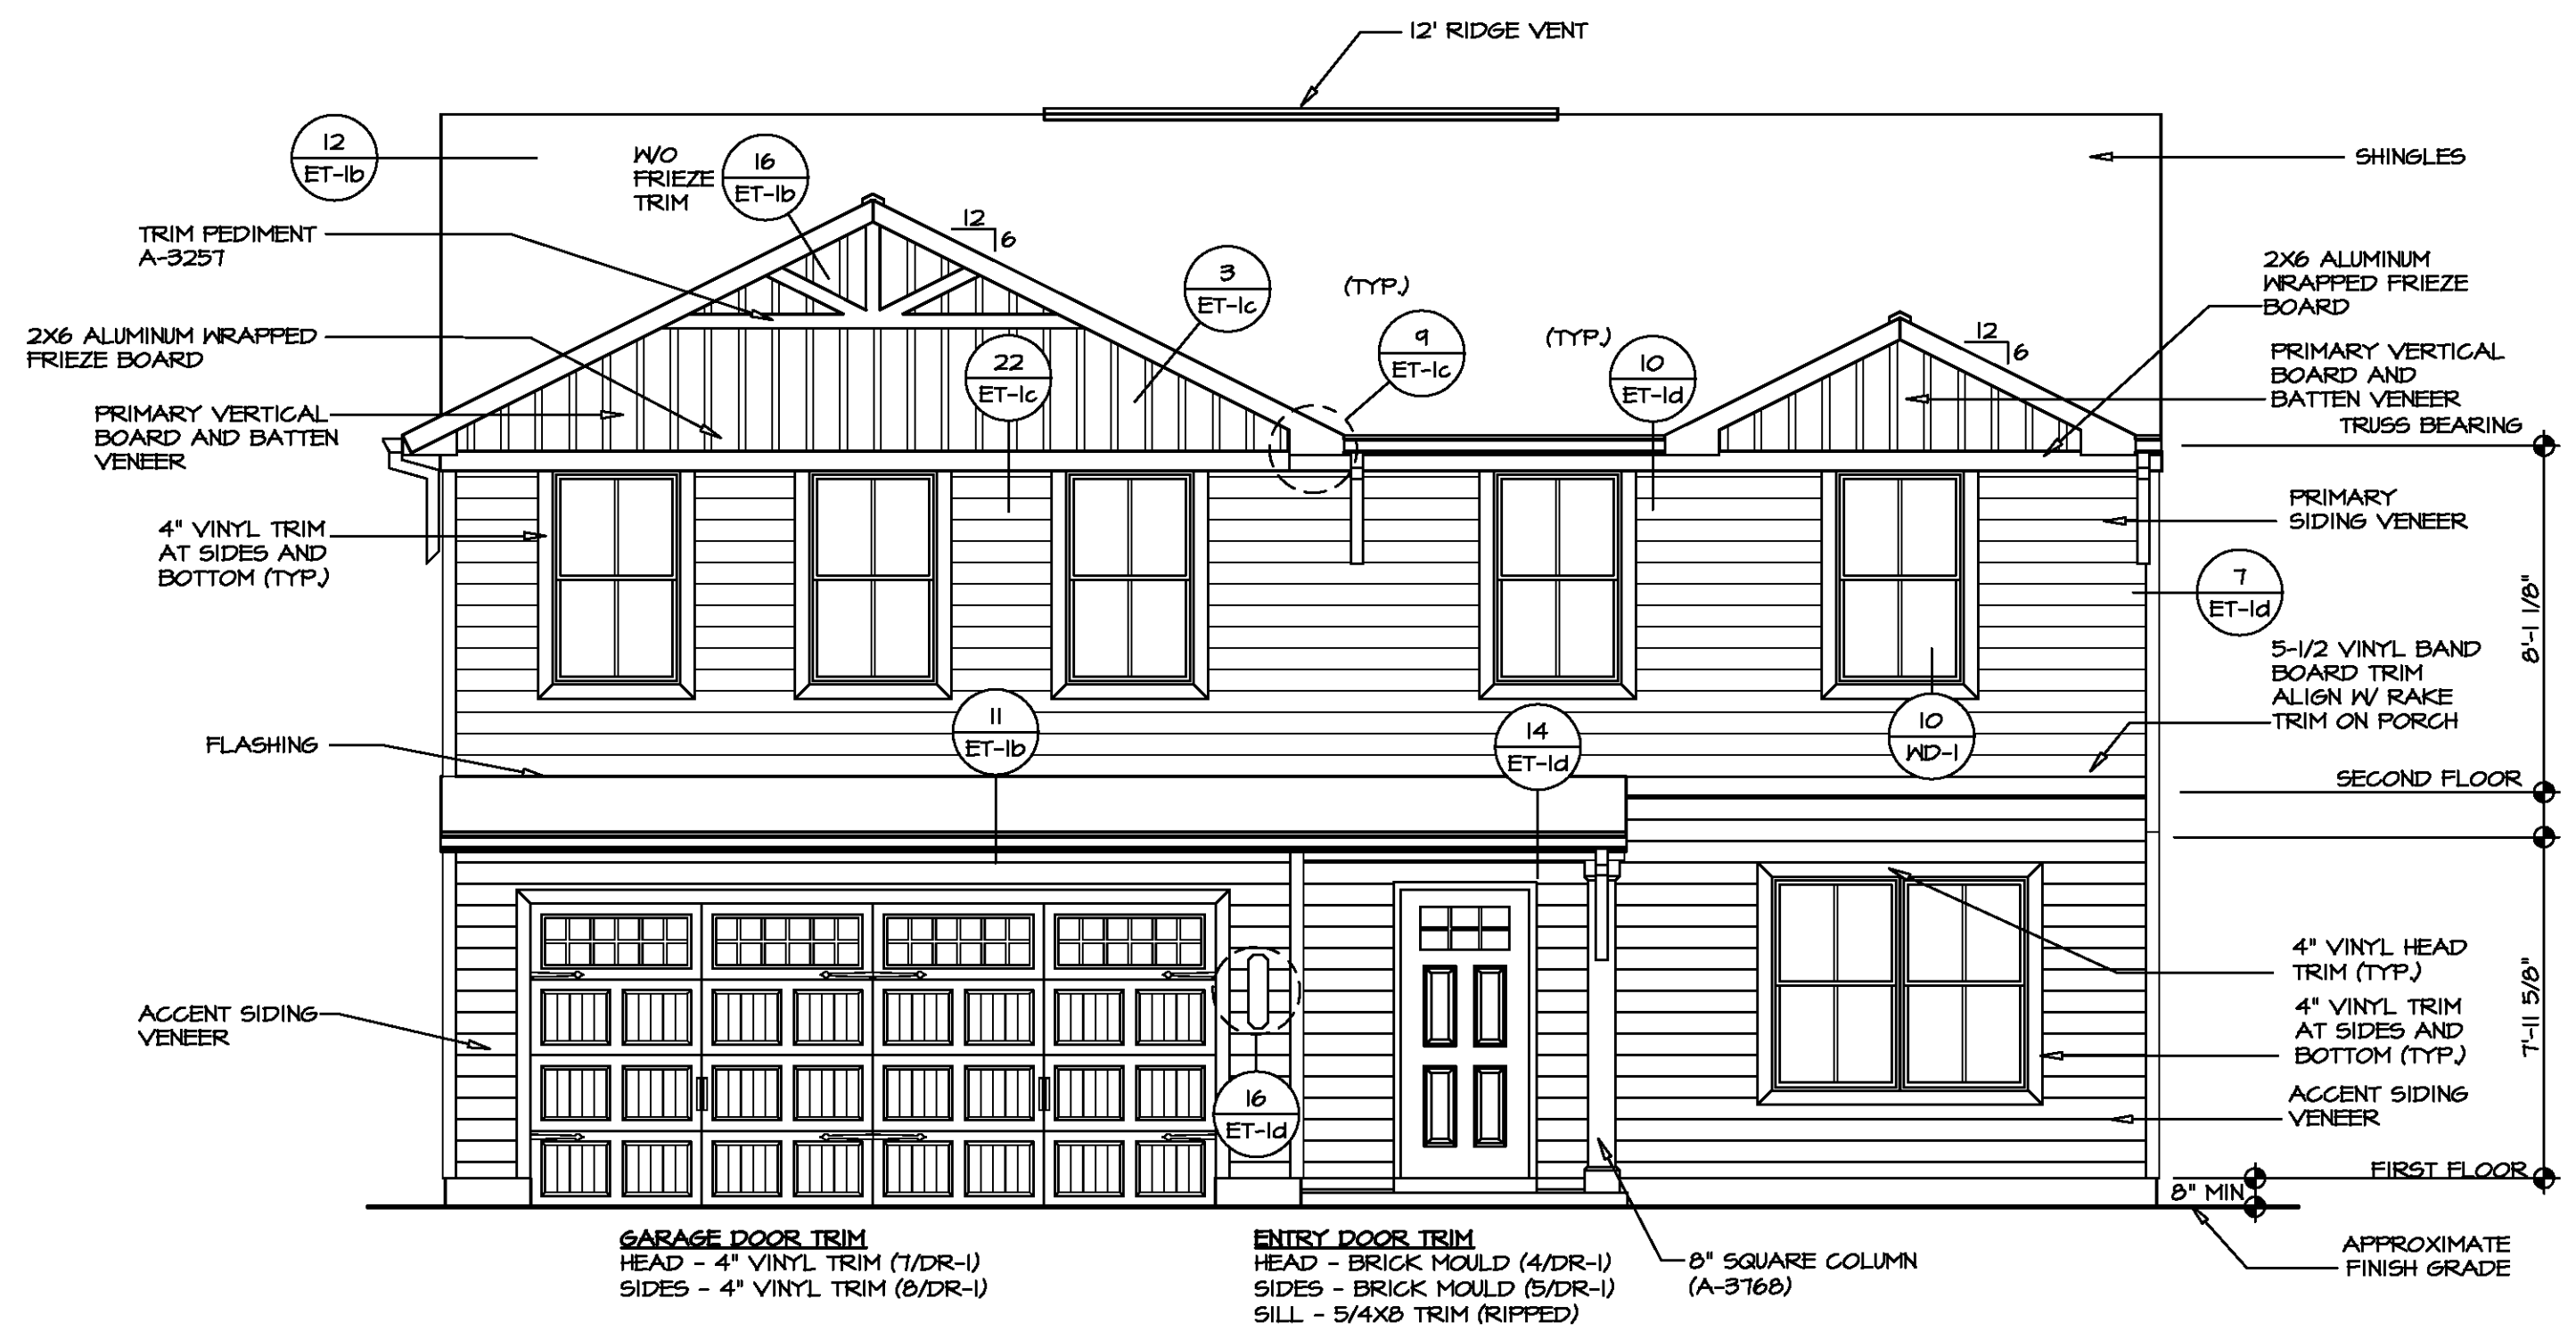 12' RIDGE VENT
12
ET-1b
W/O
FRIEZE
TRIM
16
ET-1b
SHINGLES
TRIM PEDIMENT
A-3257
12
6
3
ET-1c
(TYP.)
9
ET-1c
(TYP.)
10
ET-1d
12
6
2X6 ALUMINUM
WRAPPED FRIEZE
BOARD
2X6 ALUMINUM WRAPPED
FRIEZE BOARD
22
ET-1c
PRIMARY VERTICAL
BOARD AND
BATTEN VENEER
TRUSS BEARING
PRIMARY VERTICAL
BOARD AND BATTEN
VENEER
4" VINYL TRIM
AT SIDES AND
BOTTOM (TYP.)
PRIMARY
SIDING VENEER
7
ET-1d
8'-1 1/8"
5-1/2 VINYL BAND
BOARD TRIM
ALIGN W/ RAKE
TRIM ON PORCH
FLASHING
11
ET-1b
14
ET-1d
10
WD-1
SECOND FLOOR
4" VINYL HEAD
TRIM (TYP.)
7'-11 5/8"
4" VINYL TRIM
AT SIDES AND
BOTTOM (TYP.)
ACCENT SIDING
VENEER
16
ET-1d
ACCENT SIDING
VENEER
FIRST FLOOR
8" MIN
GARAGE DOOR TRIM
HEAD - 4" VINYL TRIM (7/DR-1)
SIDES - 4" VINYL TRIM (8/DR-1)
ENTRY DOOR TRIM
HEAD - BRICK MOULD (4/DR-1)
SIDES - BRICK MOULD (5/DR-1)
SILL - 5/4X8 TRIM (RIPPED)
8" SQUARE COLUMN
(A-3768)
APPROXIMATE
FINISH GRADE